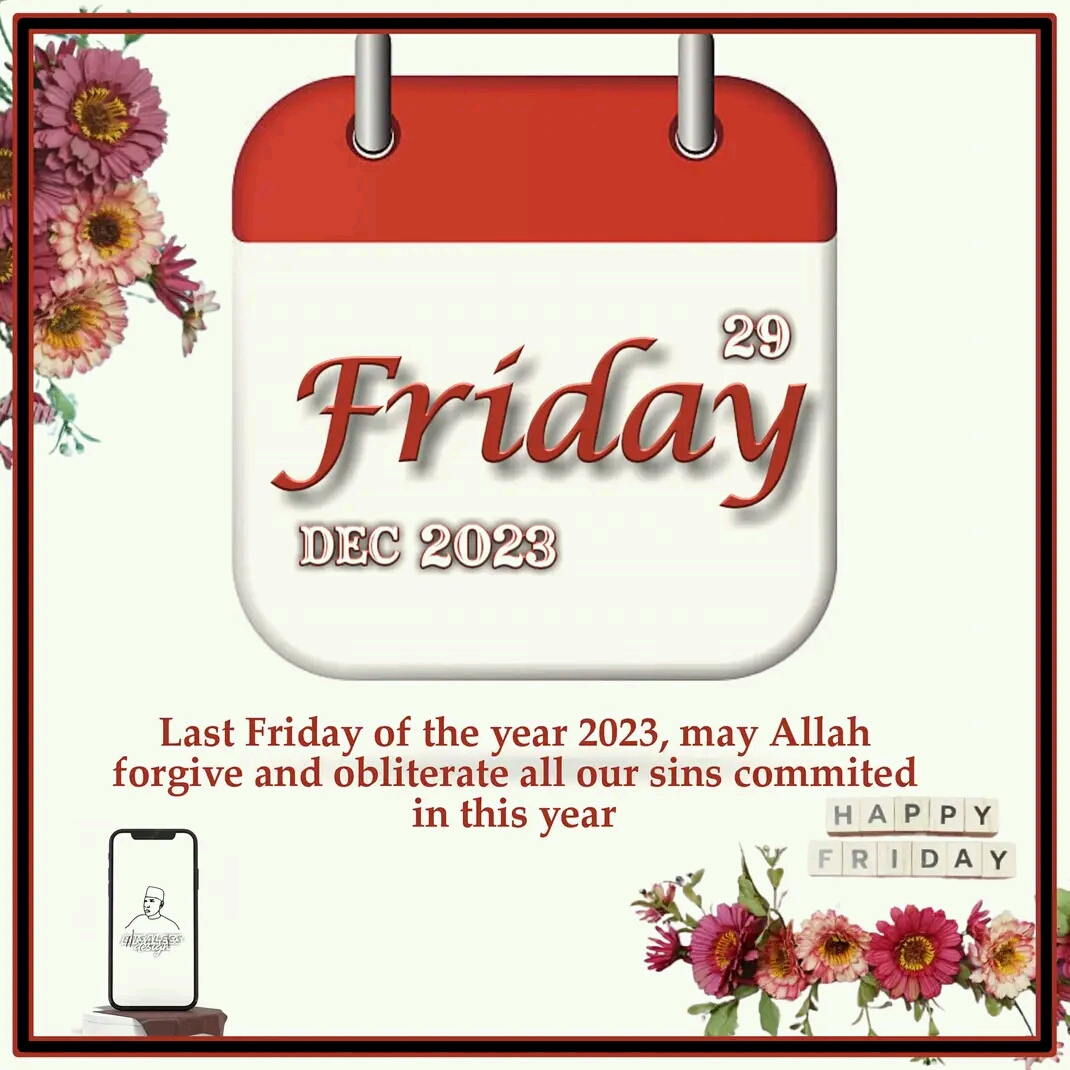 29
Friday
DEC 2023
Last Friday of the year 2023, may Allah
forgive and obliterate all our sins commited
in this year
HAPPY
FRIDAY
design